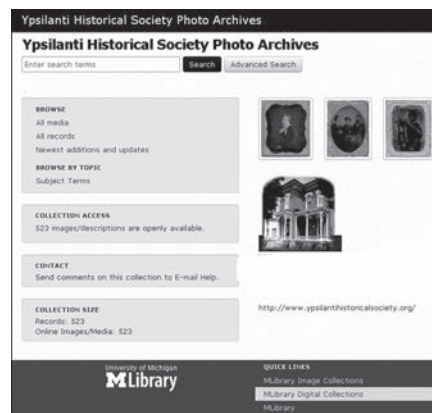 Ypsilanti Historical Society Photo Archives
Ypsilanti Historical Society Photo Archives
Enter search terms
Search
Advanced Search
BROWSE
All media
All records
Newest additions and updates
BROWSE BY TOPIC
Subject Terms
COLLECTION ACCESS
523 images/descriptions are openly available.
CONTACT
Send comments on this collection to E-mail Help.
COLLECTION SIZE
Records: 523
Online Images/Media: 523
http://www.ypsilantihistoricalsociety.org/
University of Michigan
MLibrary
QUICK LINKS
MLibrary Image Collections
MLibrary Digital Collections
MLibrary